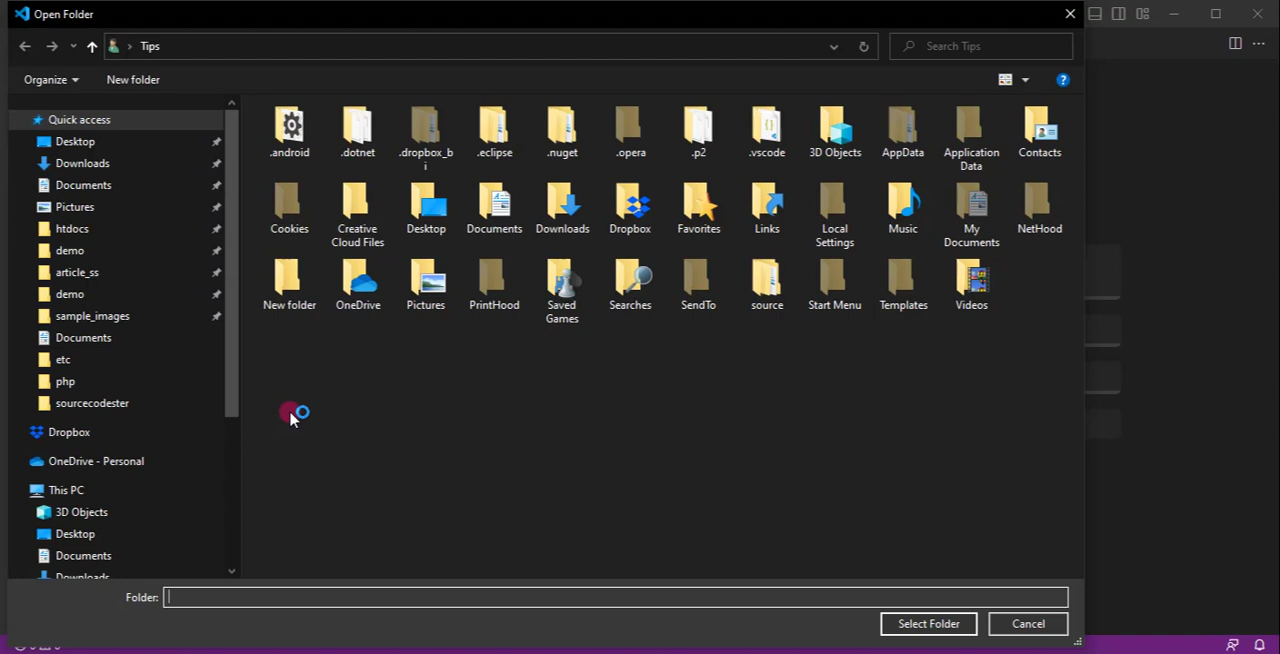 Open Folder
Tips
Search Tips
Organize
New folder
Quick access
Desktop
Downloads
Documents
Pictures
htdocs
demo
article_ss
demo
sample_images
Documents
etc
php
sourcecodester
Dropbox
OneDrive - Personal
This PC
3D Objects
Desktop
Documents
Downloads
.android
.dotnet
.dropbox_bi
.eclipse
.nuget
.opera
.p2
.vscode
3D Objects
AppData
Application Data
Contacts
Cookies
Creative Cloud Files
Desktop
Documents
Downloads
Dropbox
Favorites
Links
Local Settings
Music
My Documents
NetHood
New folder
OneDrive
Pictures
PrintHood
Saved Games
Searches
SendTo
source
Start Menu
Templates
Videos
Folder:
Select Folder
Cancel